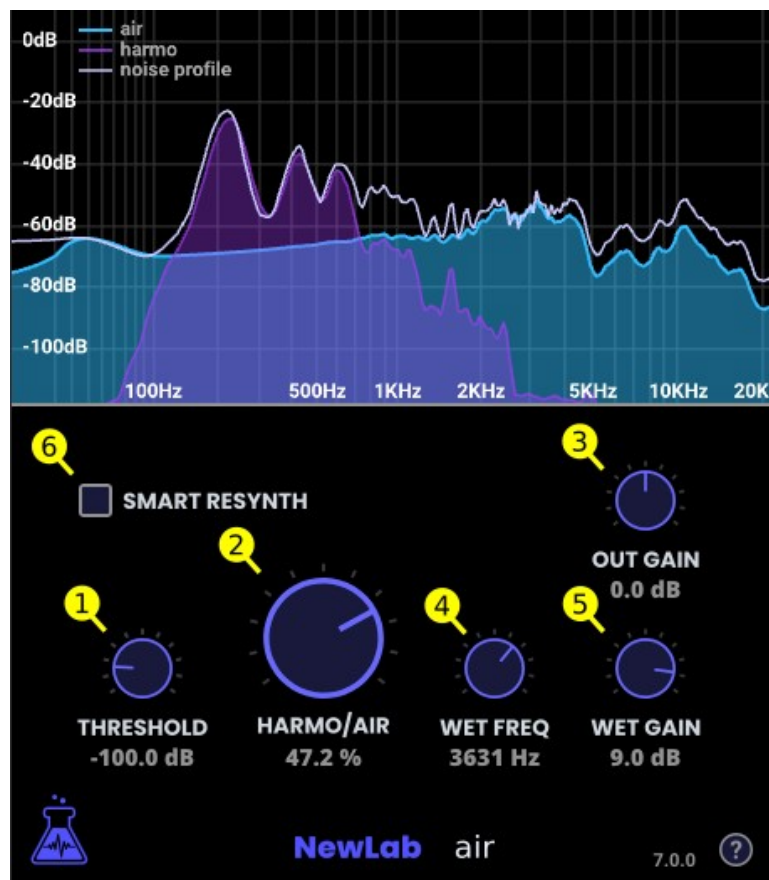 0dB
air
harmo
noise profile
-20dB
-40dB
-60dB
-80dB
-100dB
100Hz 500Hz 1KHz 2KHz 5KHz 10KHz 20K
6
3
SMART RESYNTH
2
OUT GAIN
0.0 dB
1
4
5
THRESHOLD HARMO/AIR WET FREQ WET GAIN
-100.0 dB 47.2 % 3631 Hz 9.0 dB
NewLab air
7.0.0 ?